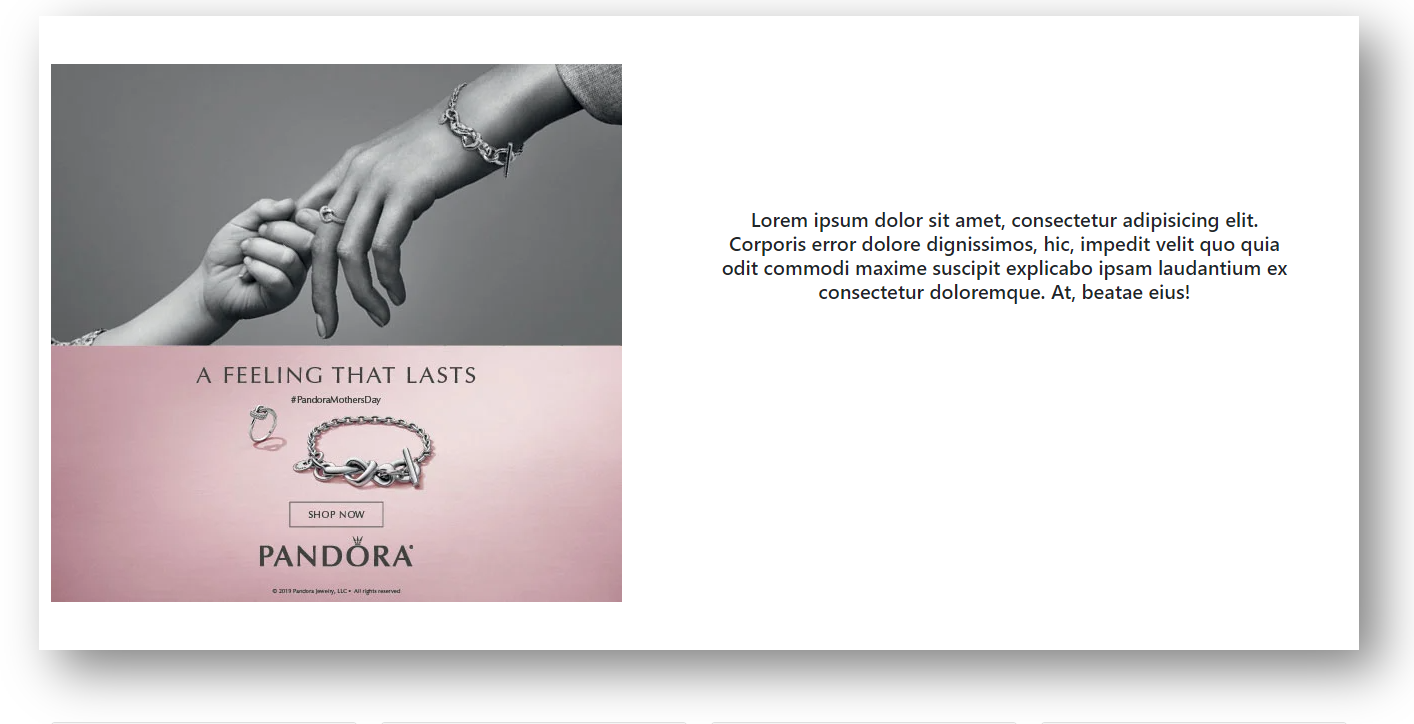 A FEELING THAT LASTS
#PandoraMothersDay
SHOP NOW
PANDORA
© 2019 Pandora Jewelry, LLC • All rights reserved
Lorem ipsum dolor sit amet, consectetur adipisicing elit.
Corporis error dolore dignissimos, hic, impedit velit quo quia
odit commodi maxime suscipit explicabo ipsam laudantium ex
consectetur doloremque. At, beatae eius!